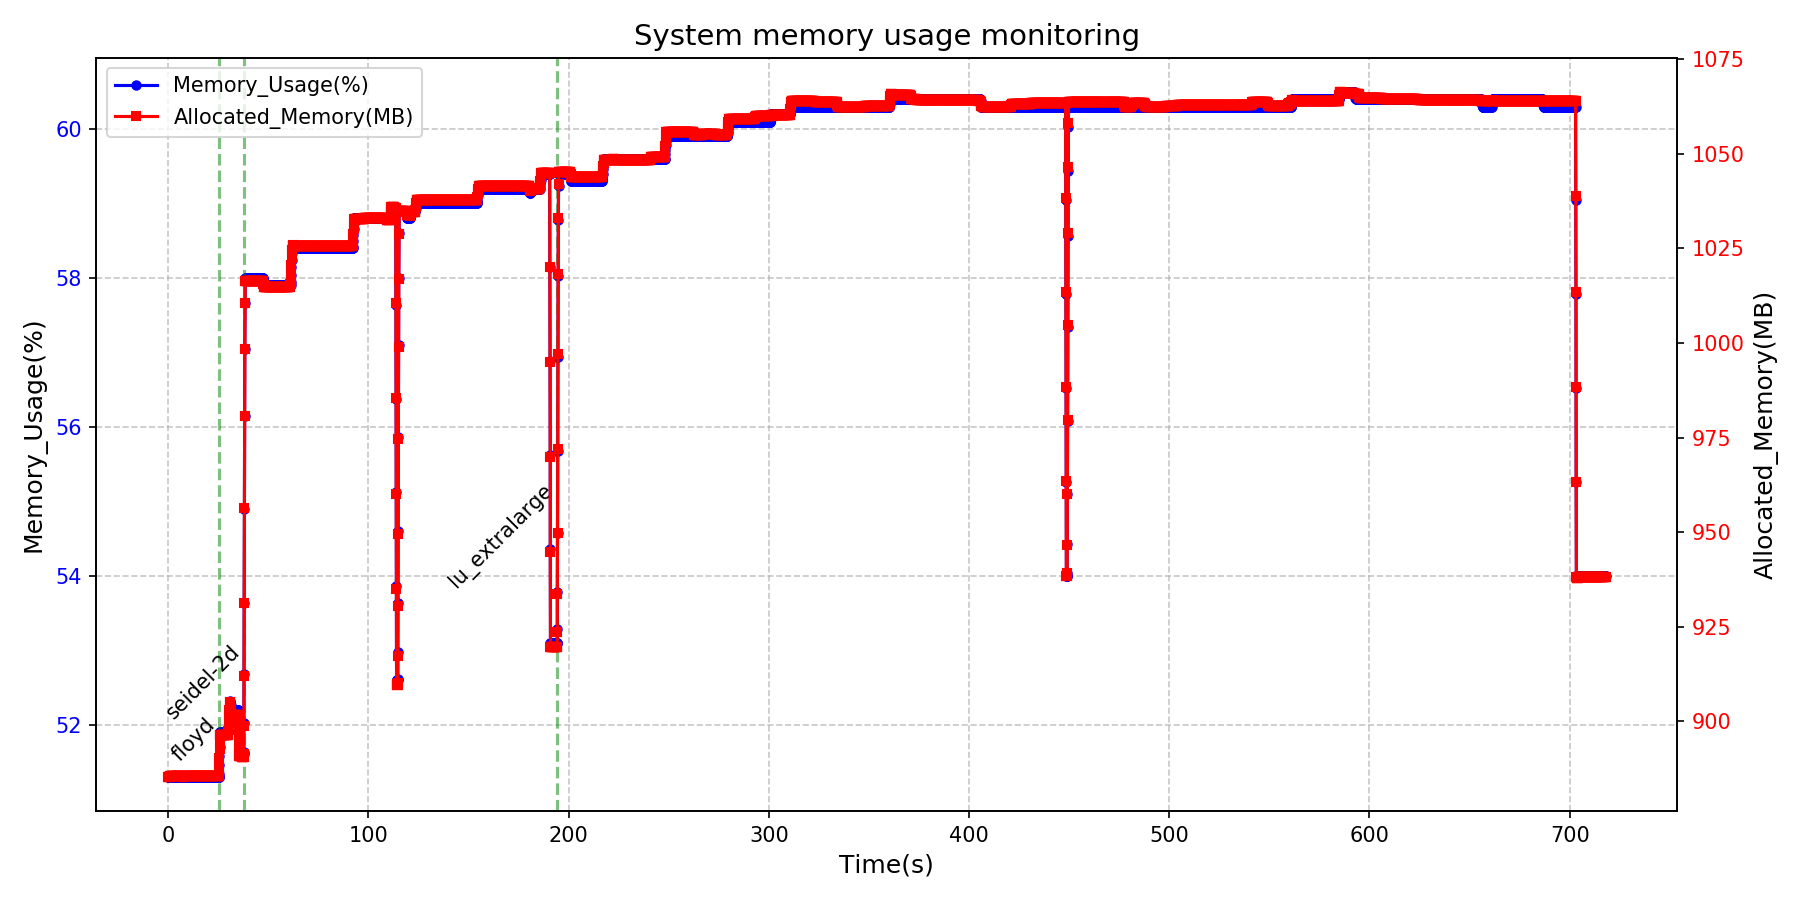 System memory usage monitoring
Memory_Usage(%)
Allocated_Memory(MB)
Memory_Usage(%)
60
58
56
54
52
1075
1050
1025
1000
975
950
925
900
Allocated_Memory(MB)
lu_extralarge
seidel-2d
floyd
0 100 200 300 400 500 600 700
Time(s)